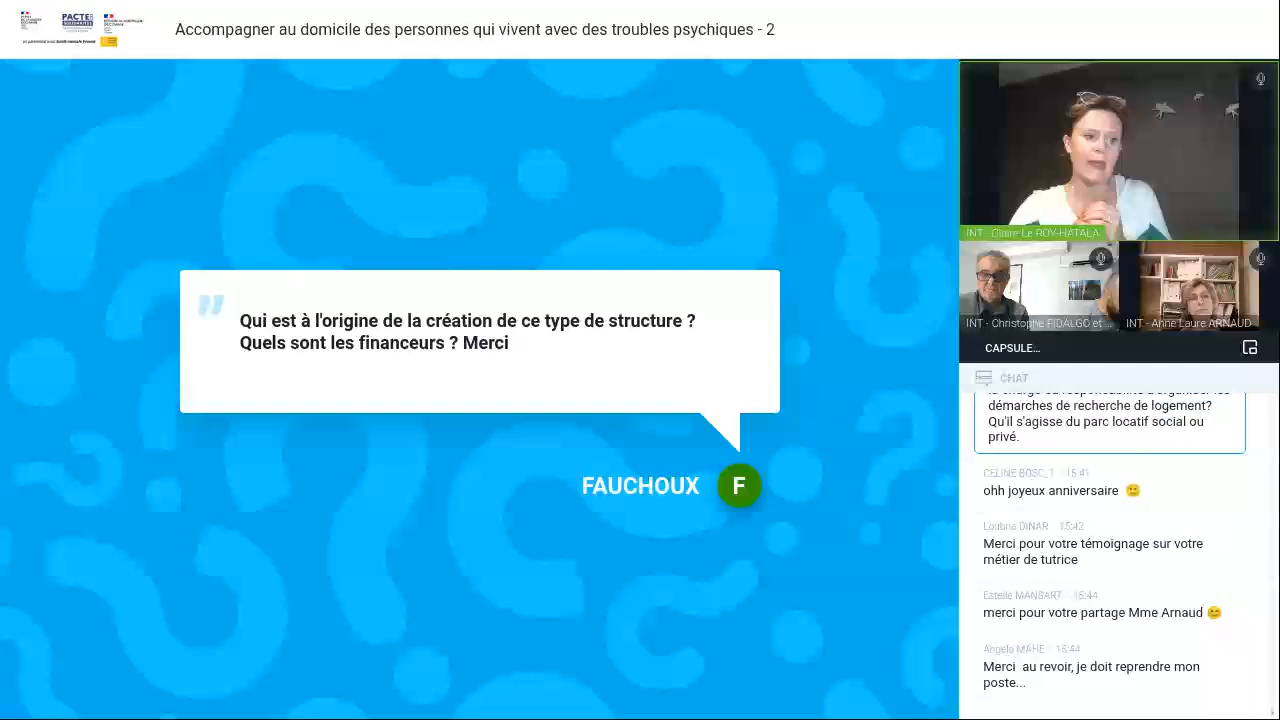 PACTE
SOLIDARITÉS
Accompagner au domicile des personnes qui vivent avec des troubles psychiques - 2
Qui est à l'origine de la création de ce type de structure ?
Quels sont les financeurs ? Merci
FAUCHOUX
F
INT - Claire Le ROY-HATALA
INT - Christophe FIDALGO et ...
INT - Anne Laure ARNAUD
CAPSULE...
CHAT
démarches de recherche de logement?
Qu'il s'agisse du parc locatif social ou
privé.
CELINE BOSC_1 15:41
ohh joyeux anniversaire 🙂
Loubna DINAR 15:42
Merci pour votre témoignage sur votre
métier de tutrice
Estelle MANSART 15:44
merci pour votre partage Mme Arnaud 😊
Angela MAHE 15:44
Merci au revoir, je doit reprendre mon
poste...